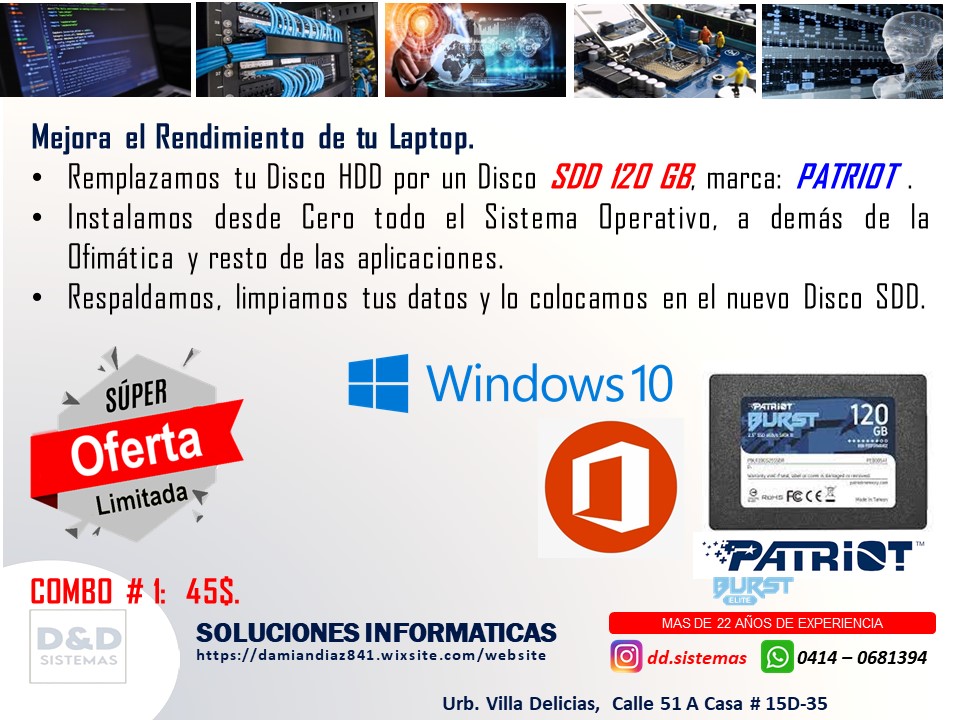 Mejora el Rendimiento de tu Laptop.
• Remplazamos tu Disco HDD por un Disco SDD 120 GB, marca: PATRIOT .
• Instalamos desde Cero todo el Sistema Operativo, a demás de la
Ofimática y resto de las aplicaciones.
• Respaldamos, limpiamos tus datos y lo colocamos en el nuevo Disco SDD.
SÚPER
Oferta
Limitada
Windows 10
PATRIOT
BURST
120
GB
Made in Taiwan
PATRIOT™
BURST
ELITE
COMBO # 1: 45$.
D&D
SISTEMAS
SOLUCIONES INFORMATICAS
https://damiandiaz841.wixsite.com/website
MAS DE 22 AÑOS DE EXPERIENCIA
dd.sistemas 0414 – 0681394
Urb. Villa Delicias, Calle 51 A Casa # 15D-35